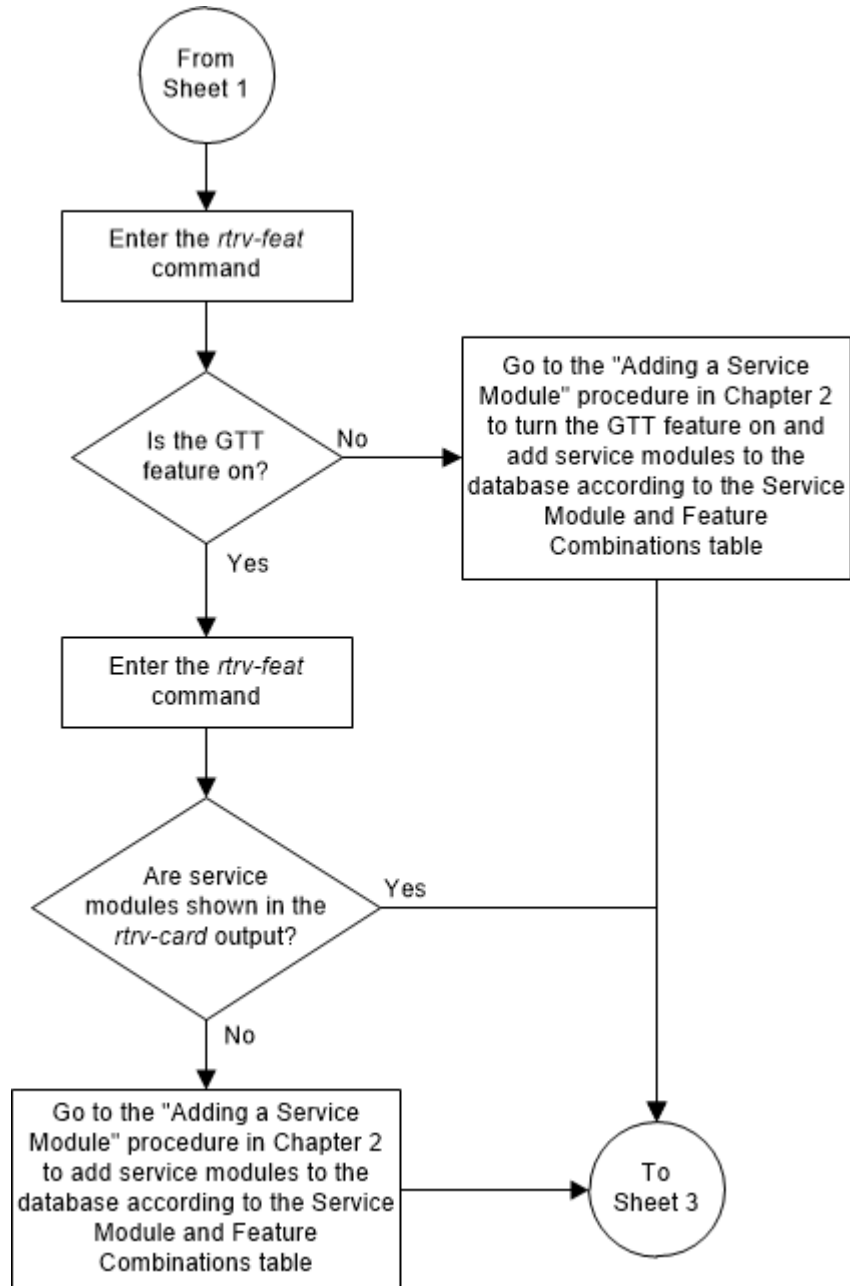 From
Sheet 1
Enter the rtrv-feat
command
Is the GTT
feature on?
No
Go to the "Adding a Service
Module" procedure in Chapter 2
to turn the GTT feature on and
add service modules to the
database according to the Service
Module and Feature
Combinations table
Yes
Enter the rtrv-feat
command
Are service
modules shown in the
rtrv-card output?
Yes
No
Go to the "Adding a Service
Module" procedure in Chapter 2
to add service modules to the
database according to the Service
Module and Feature
Combinations table
To
Sheet 3